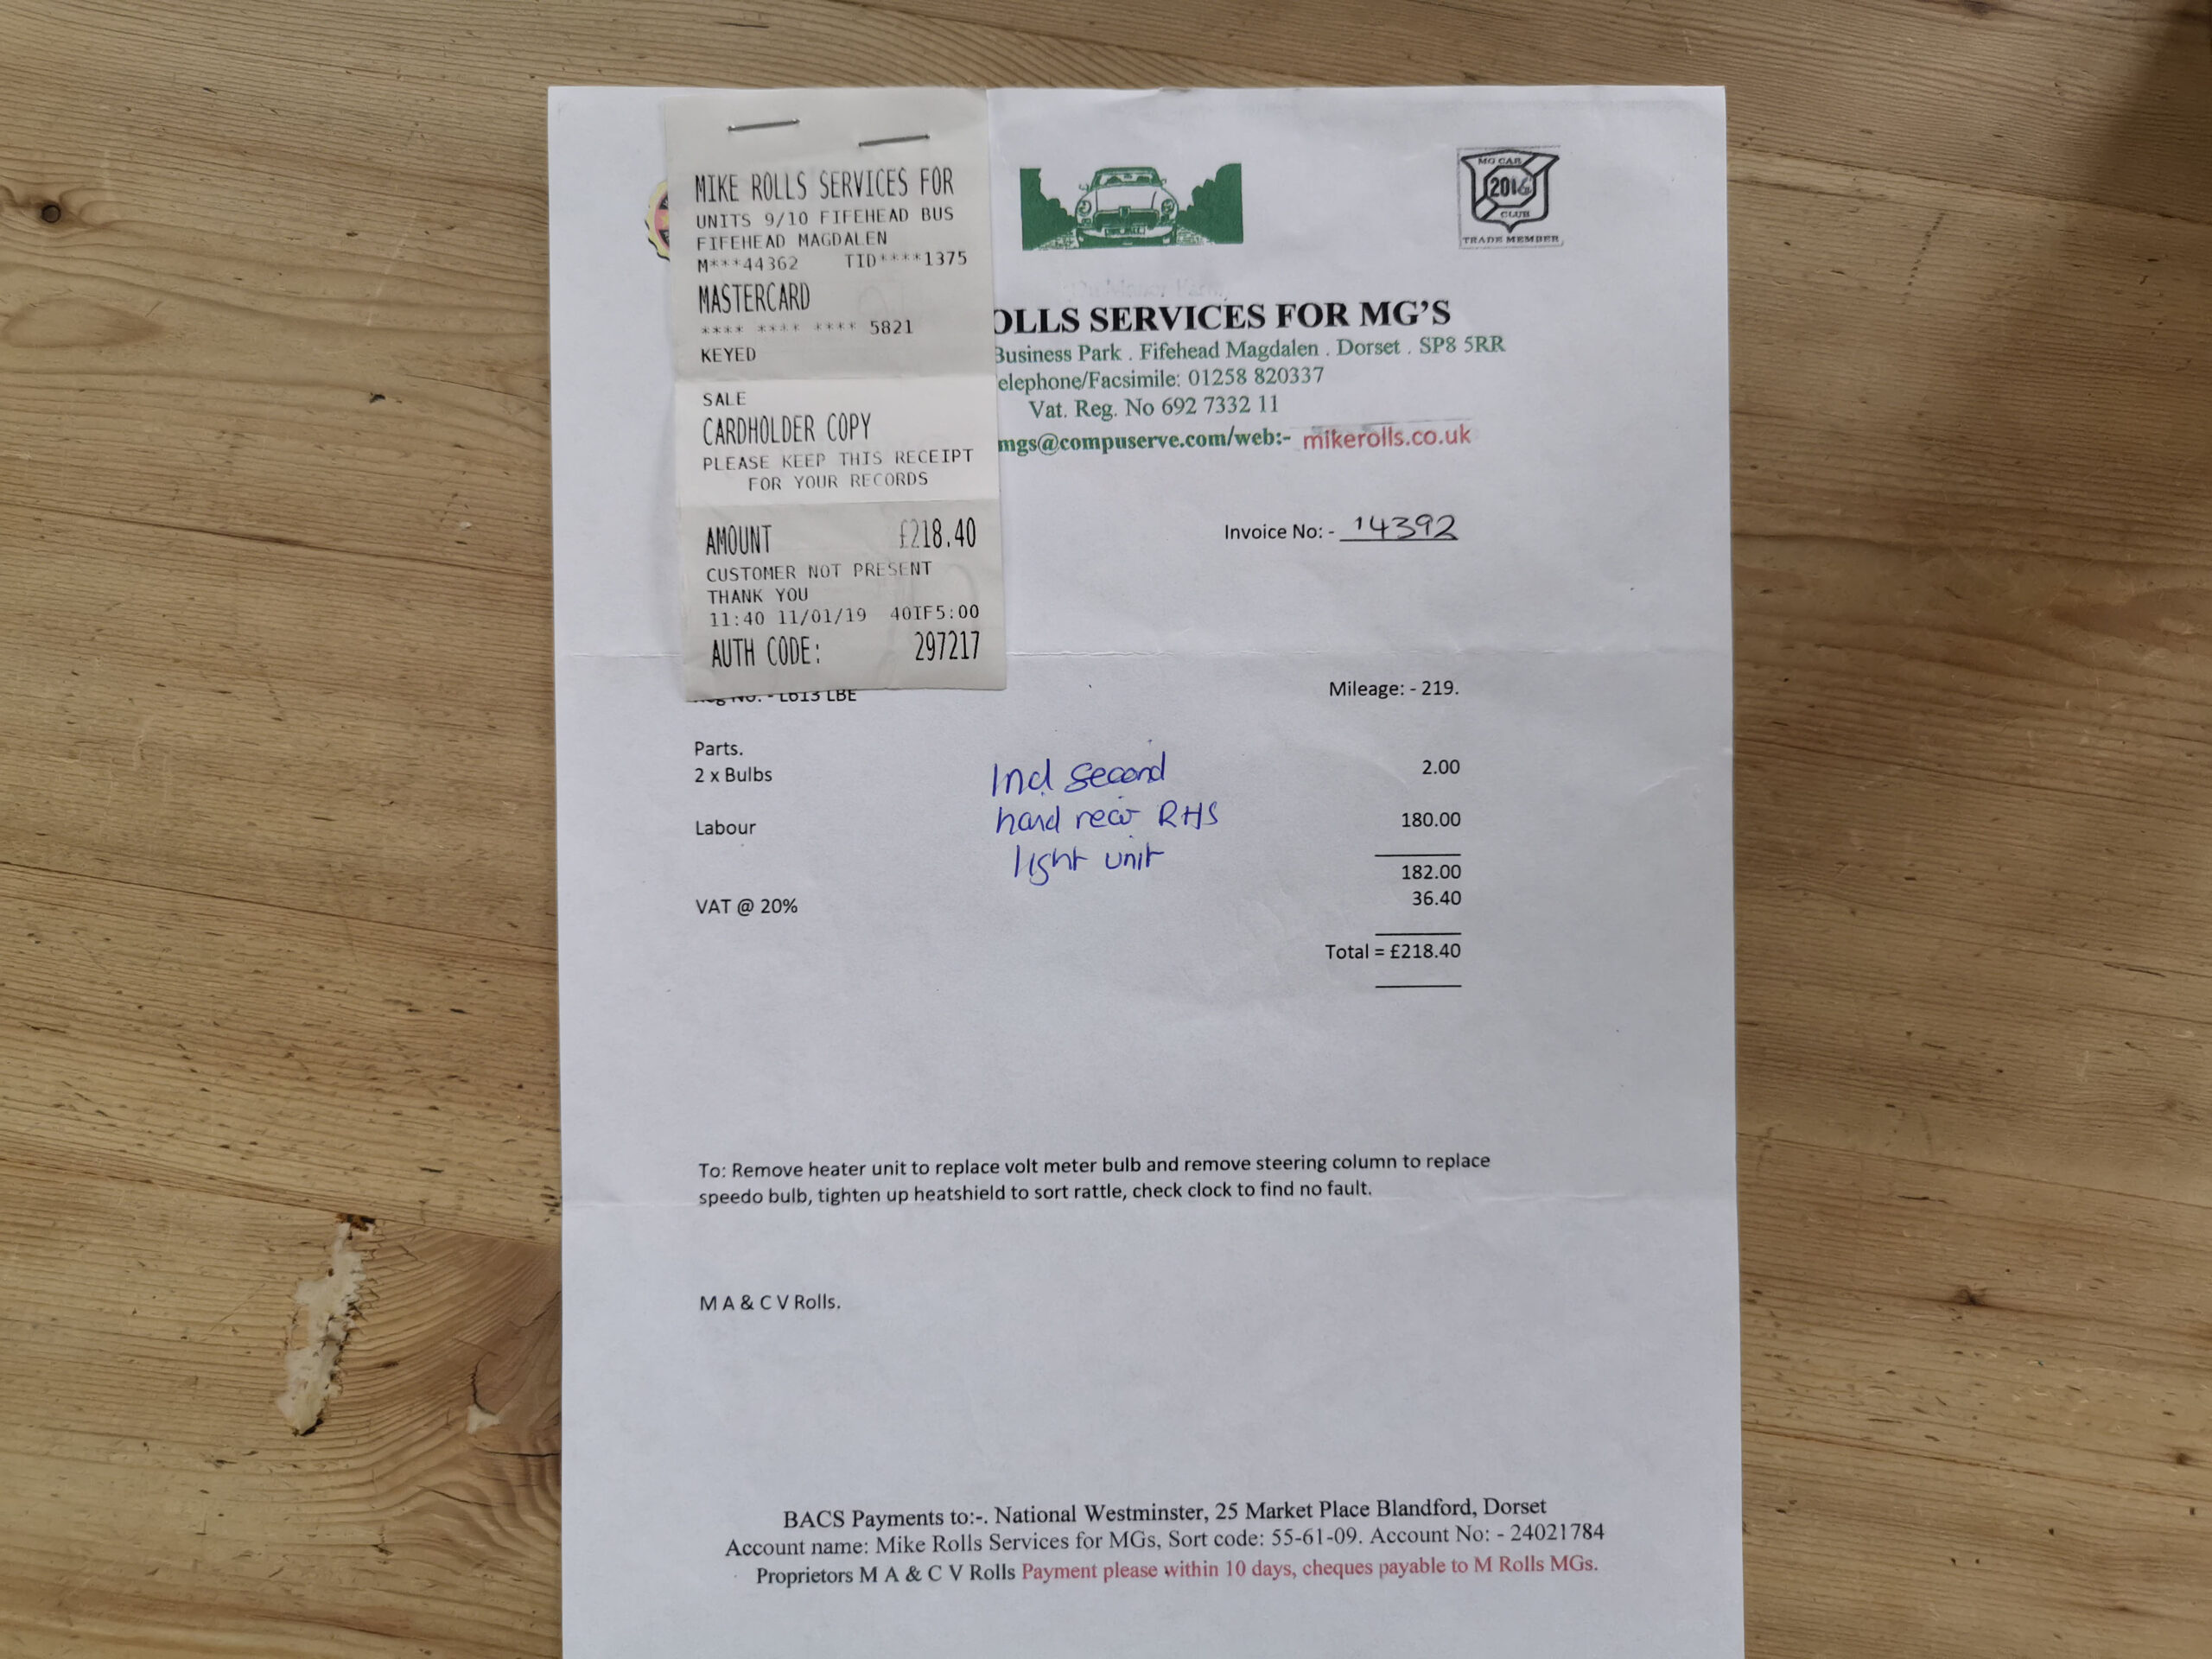 MIKE ROLLS SERVICES FOR
UNITS 9/10 FIFEHEAD BUS
FIFEHEAD MAGDALEN
M***44362 TID****1375
MASTERCARD
**** **** **** 5821
KEYED
SALE
CARDHOLDER COPY
PLEASE KEEP THIS RECEIPT
FOR YOUR RECORDS
AMOUNT £218.40
CUSTOMER NOT PRESENT
THANK YOU
11:40 11/01/19 40TF5:00
AUTH CODE: 297217
MG CAR
2016
CLUB
TRADE MEMBER
OLLS SERVICES FOR MG'S
Business Park . Fifehead Magdalen . Dorset . SP8 5RR
elephone/Facsimile: 01258 820337
Vat. Reg. No 692 7332 11
mgs@compuserve.com/web:- mikerolls.co.uk
Invoice No: - 14392
No. - L613 LBE Mileage: - 219.
Parts.
2 x Bulbs 2.00
Incl second
hand rear RHS
light unit
Labour 180.00
182.00
VAT @ 20% 36.40
Total = £218.40
To: Remove heater unit to replace volt meter bulb and remove steering column to replace
speedo bulb, tighten up heatshield to sort rattle, check clock to find no fault.
M A & C V Rolls.
BACS Payments to:-. National Westminster, 25 Market Place Blandford, Dorset
Account name: Mike Rolls Services for MGs, Sort code: 55-61-09. Account No: - 24021784
Proprietors M A & C V Rolls Payment please within 10 days, cheques payable to M Rolls MGs.